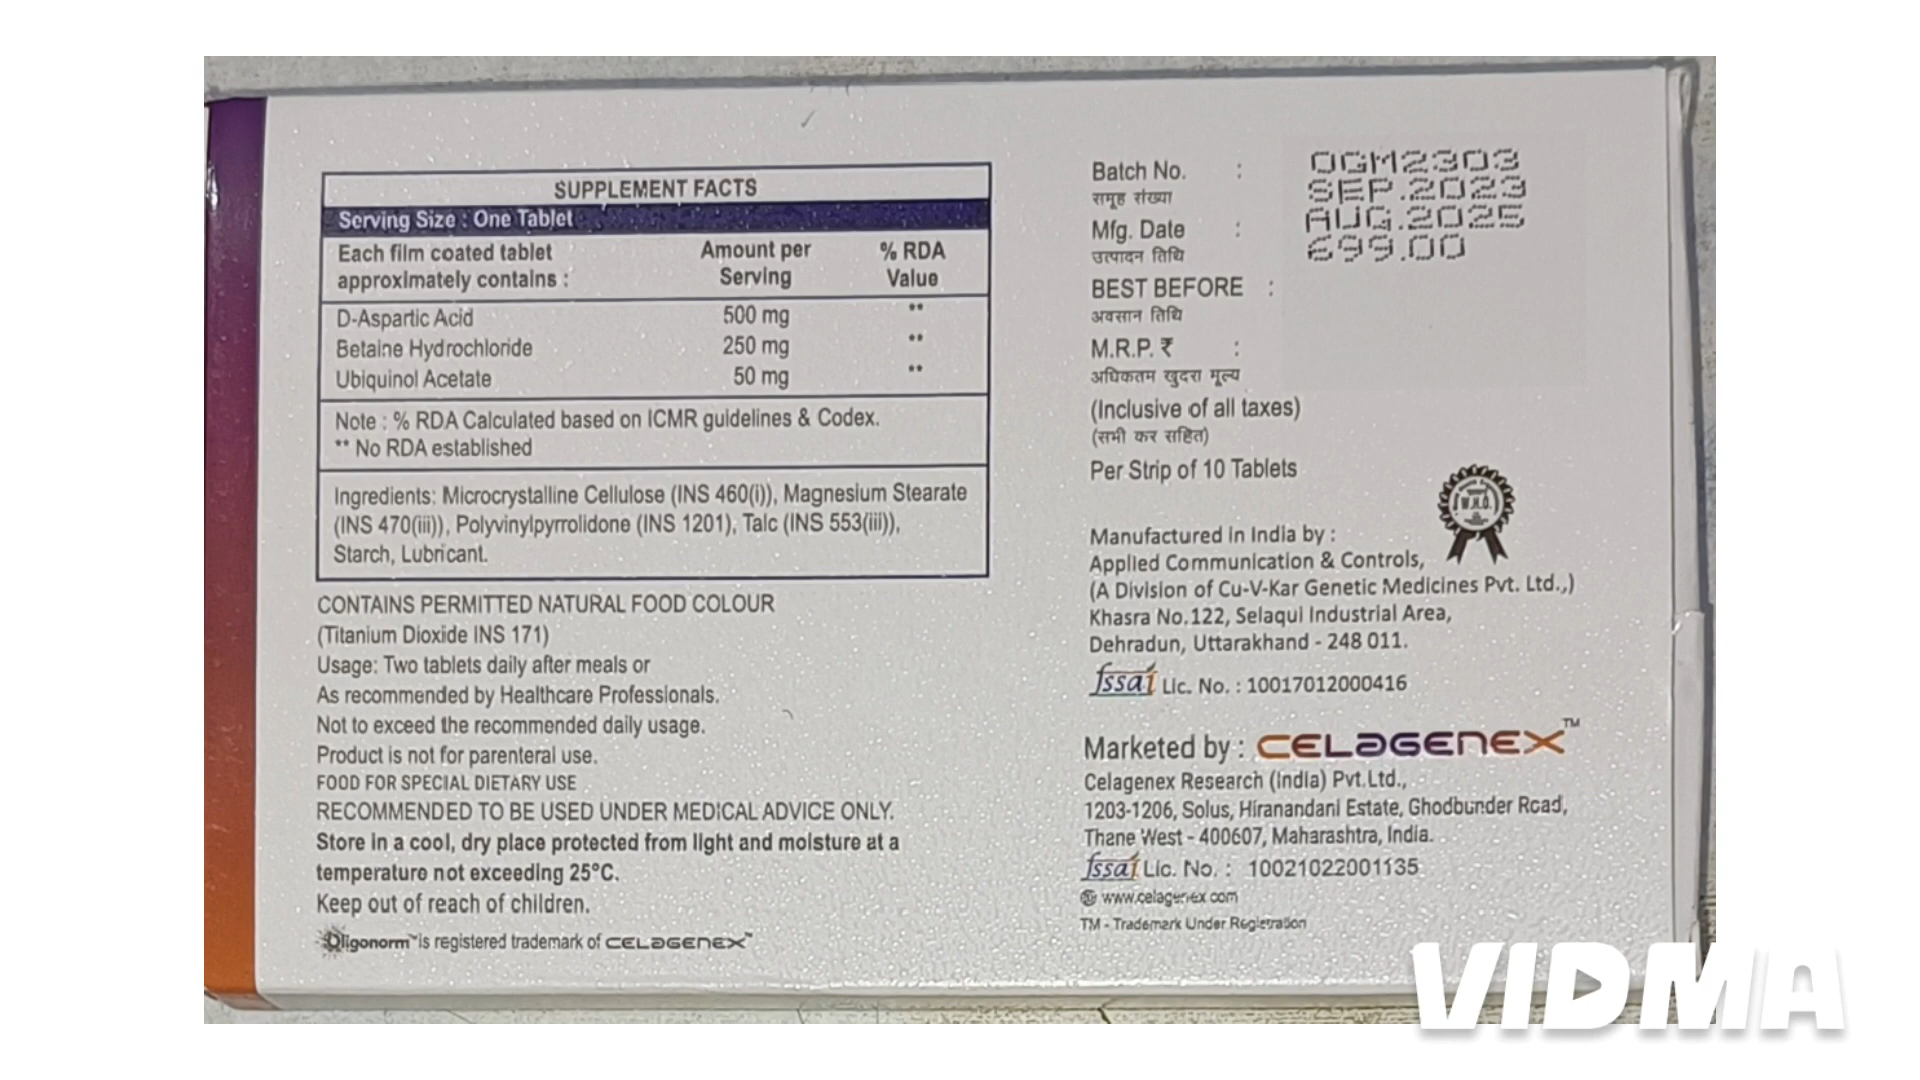 SUPPLEMENT FACTS
Serving Size : One Tablet
Each film coated tablet approximately contains :
Amount per Serving
% RDA Value
D-Aspartic Acid 500 mg **
Betaine Hydrochloride 250 mg **
Ubiquinol Acetate 50 mg **
Note : % RDA Calculated based on ICMR guidelines & Codex.
** No RDA established
Ingredients: Microcrystalline Cellulose (INS 460(i)), Magnesium Stearate
(INS 470(iii)), Polyvinylpyrrolidone (INS 1201), Talc (INS 553(iii)),
Starch, Lubricant.
CONTAINS PERMITTED NATURAL FOOD COLOUR
(Titanium Dioxide INS 171)
Usage: Two tablets daily after meals or
As recommended by Healthcare Professionals.
Not to exceed the recommended daily usage.
Product is not for parenteral use.
FOOD FOR SPECIAL DIETARY USE
RECOMMENDED TO BE USED UNDER MEDICAL ADVICE ONLY.
Store in a cool, dry place protected from light and moisture at a
temperature not exceeding 25°C.
Keep out of reach of children.
Oligonorm™ is registered trademark of CELAGENEX™
Batch No. :
समूह संख्या
Mfg. Date :
उत्पादन तिथि
BEST BEFORE :
अवसान तिथि
M.R.P. ₹ :
अधिकतम खुदरा मूल्य
OGM2303
SEP.2023
AUG.2025
699.00
(Inclusive of all taxes)
(सभी कर सहित)
Per Strip of 10 Tablets
W.H.O.
Manufactured in India by :
Applied Communication & Controls,
(A Division of Cu-V-Kar Genetic Medicines Pvt. Ltd.,)
Khasra No.122, Selaqui Industrial Area,
Dehradun, Uttarakhand - 248 011.
fssai Lic. No. : 10017012000416
Marketed by : CELAGENEX™
Celagenex Research (India) Pvt.Ltd.,
1203-1206, Solus, Hiranandani Estate, Ghodbunder Road,
Thane West - 400607, Maharashtra, India.
fssai Lic. No. : 10021022001135
www.celagenex.com
TM - Trademark Under Registration
VIDMA